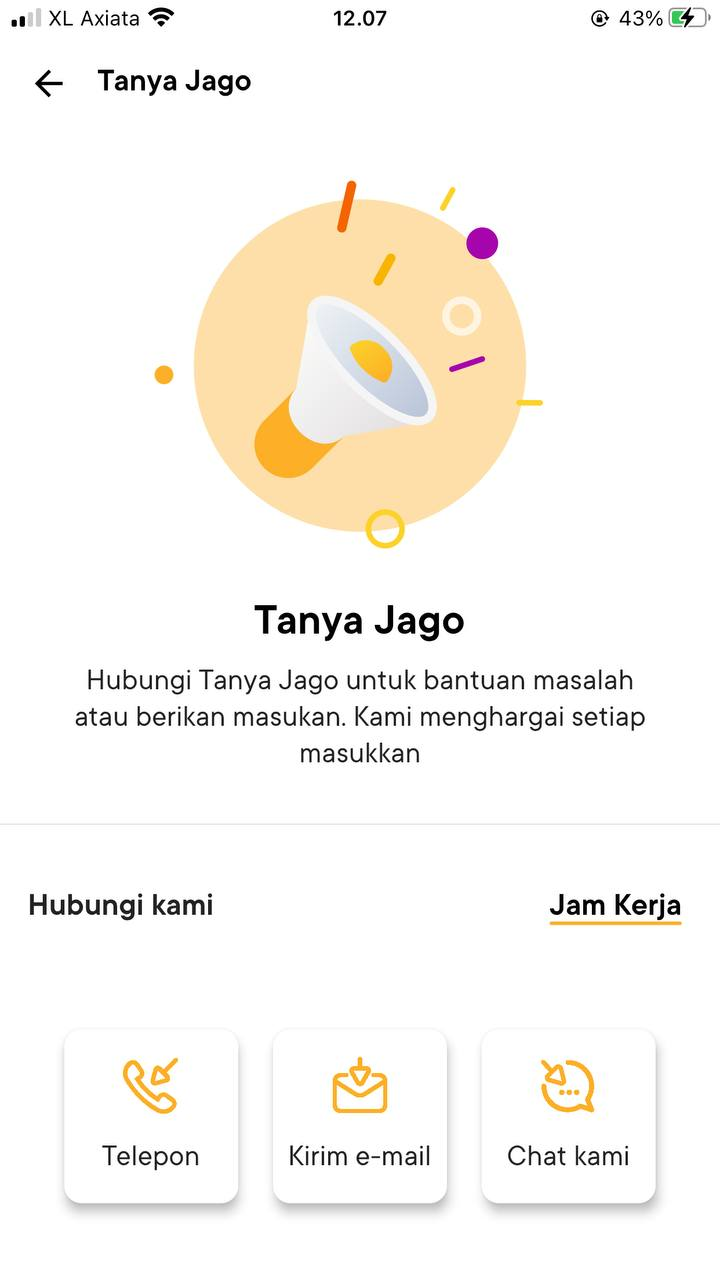 XL Axiata 12.07 43%
Tanya Jago
Tanya Jago
Hubungi Tanya Jago untuk bantuan masalah
atau berikan masukan. Kami menghargai setiap
masukkan
Hubungi kami Jam Kerja
Telepon Kirim e-mail Chat kami